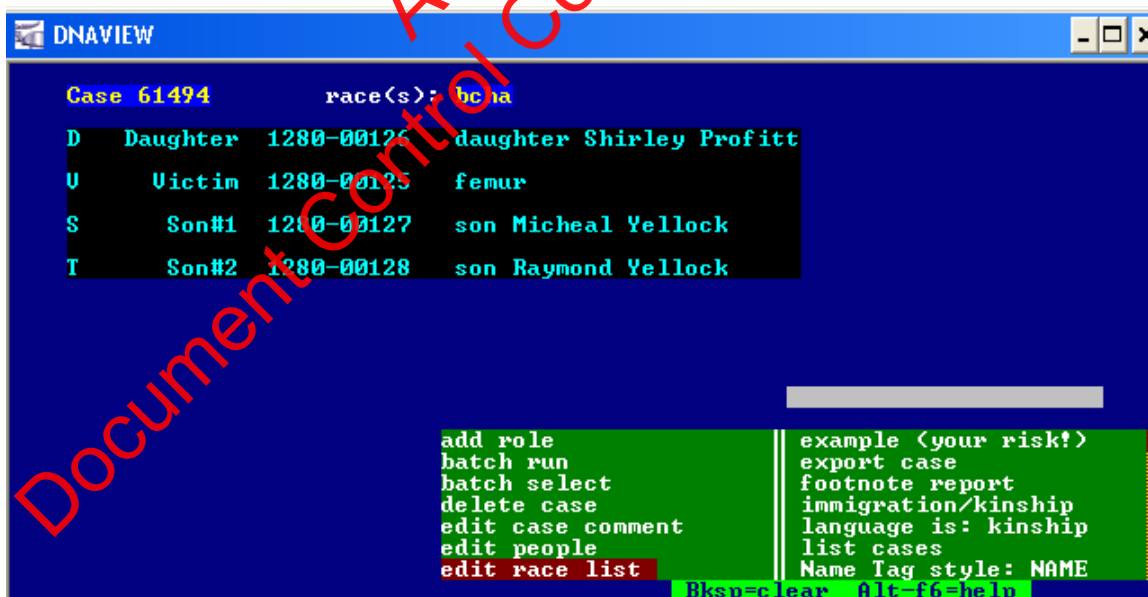 DNAVIEW
Case 61494 race(s): bcha
D Daughter 1280-00126 daughter Shirley Profitt
V Victim 1280-00125 femur
S Son#1 1280-00127 son Micheal Yellock
T Son#2 1280-00128 son Raymond Yellock
add role
batch run
batch select
delete case
edit case comment
edit people
edit race list
example (your risk!)
export case
footnote report
immigration/kinship
language is: kinship
list cases
Name Tag style: NAME
Bksp=clear Alt-f6=help
Document Control